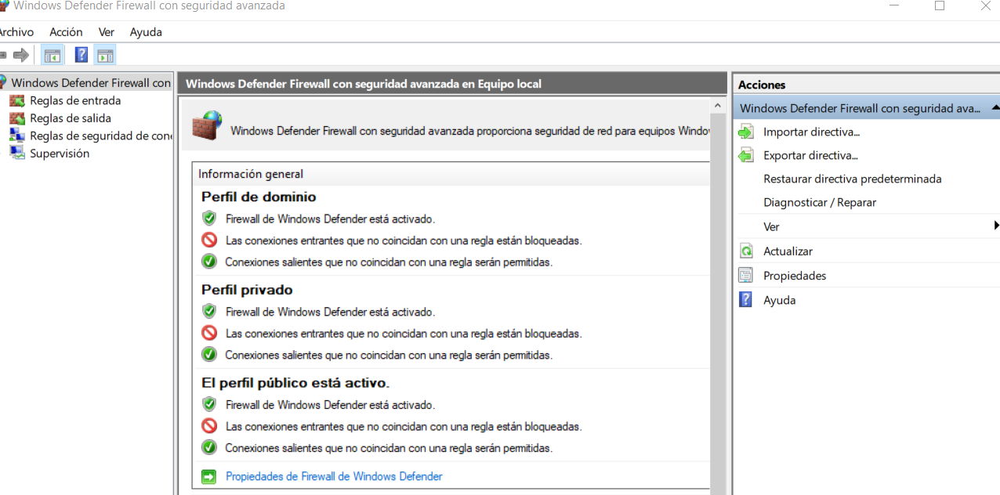 Windows Defender Firewall con seguridad avanzada
Archivo Acción Ver Ayuda
Windows Defender Firewall con
Reglas de entrada
Reglas de salida
Reglas de seguridad de cone
Supervisión
Windows Defender Firewall con seguridad avanzada en Equipo local
Windows Defender Firewall con seguridad avanzada proporciona seguridad de red para equipos Window
Información general
Perfil de dominio
Firewall de Windows Defender está activado.
Las conexiones entrantes que no coincidan con una regla están bloqueadas.
Conexiones salientes que no coincidan con una regla serán permitidas.
Perfil privado
Firewall de Windows Defender está activado.
Las conexiones entrantes que no coincidan con una regla están bloqueadas.
Conexiones salientes que no coincidan con una regla serán permitidas.
El perfil público está activo.
Firewall de Windows Defender está activado.
Las conexiones entrantes que no coincidan con una regla están bloqueadas.
Conexiones salientes que no coincidan con una regla serán permitidas.
Propiedades de Firewall de Windows Defender
Acciones
Windows Defender Firewall con seguridad ava...
Importar directiva...
Exportar directiva...
Restaurar directiva predeterminada
Diagnosticar / Reparar
Ver
Actualizar
Propiedades
Ayuda